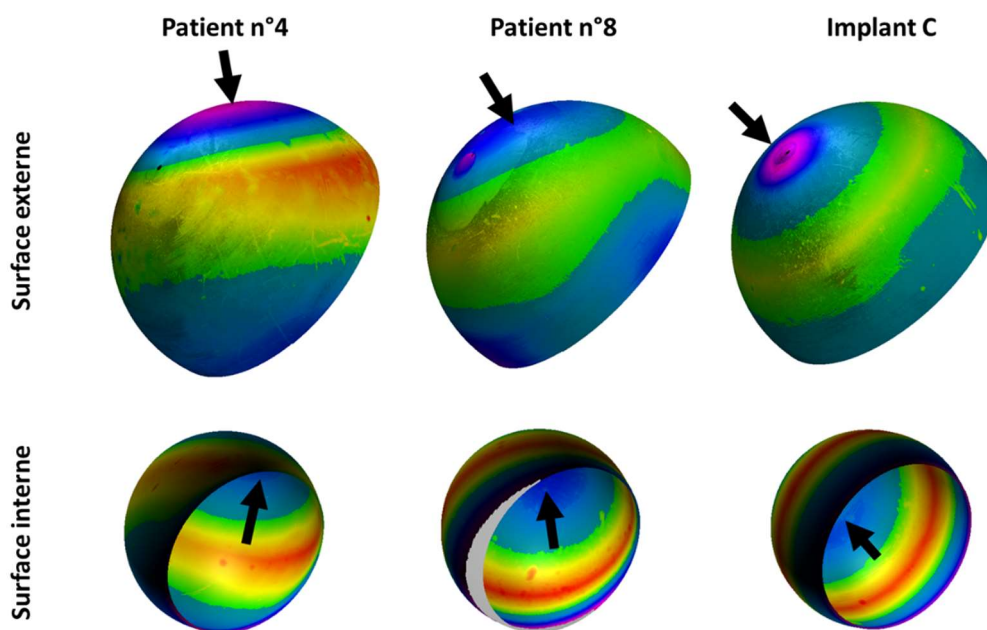 Patient n°4
Patient n°8
Implant C
Surface externe
Surface interne